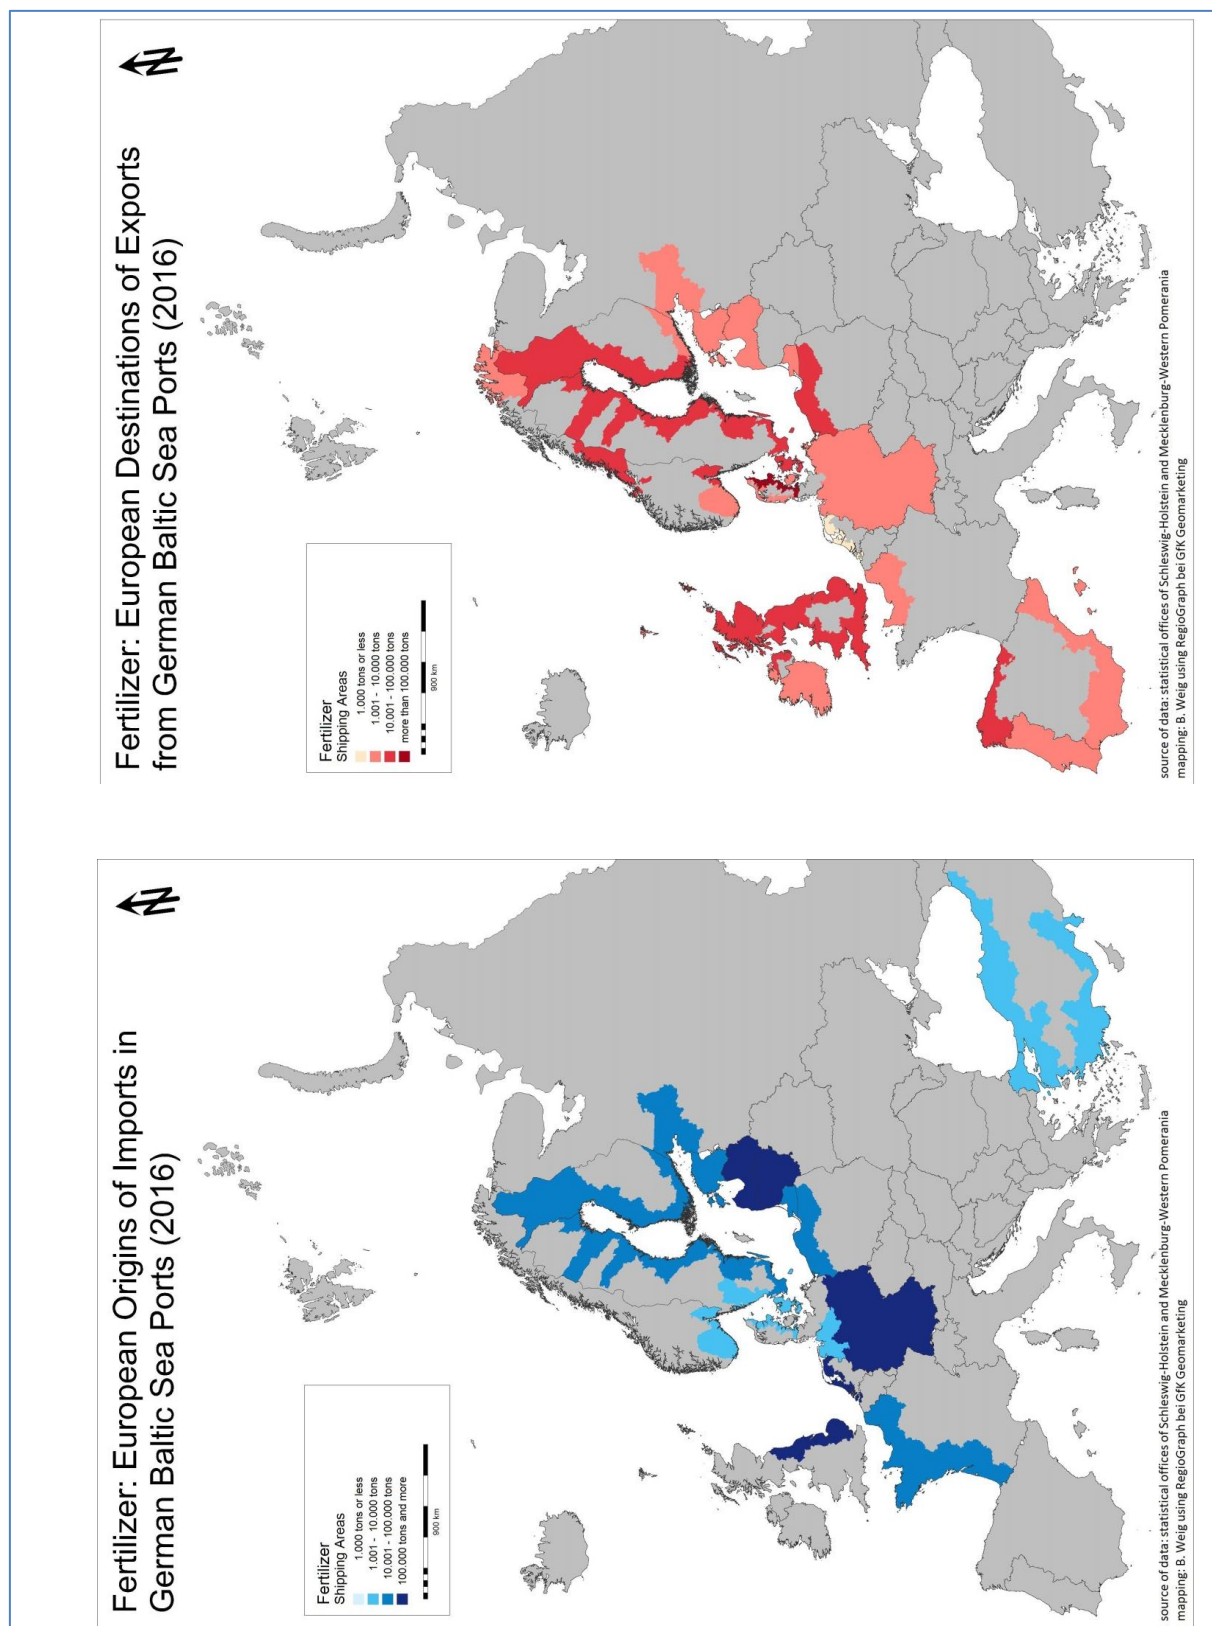 Fertilizer: European Origins of Imports in
German Baltic Sea Ports (2016)
N
Fertilizer
Shipping Areas
1.000 tons or less
1.001 - 10.000 tons
10.001 - 100.000 tons
100.000 tons and more
900 km
source of data: statistical offices of Schleswig-Holstein and Mecklenburg-Western Pomerania
mapping: B. Weig using RegioGraph bei GfK Geomarketing
Fertilizer: European Destinations of Exports
from German Baltic Sea Ports (2016)
N
Fertilizer
Shipping Areas
1.000 tons or less
1.001 - 10.000 tons
10.001 - 100.000 tons
more than 100.000 tons
900 km
source of data: statistical offices of Schleswig-Holstein and Mecklenburg-Western Pomerania
mapping: B. Weig using RegioGraph bei GfK Geomarketing